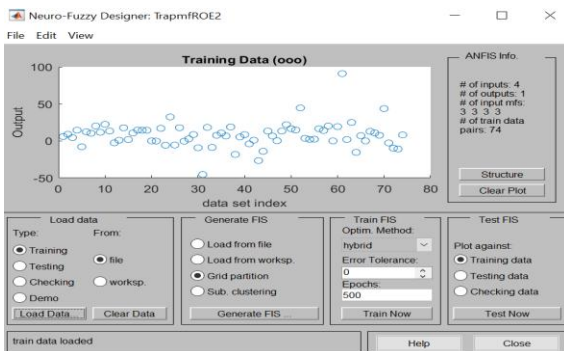 Neuro-Fuzzy Designer: TrapmfROE2
File Edit View
Training Data (ooo)
100
50
0
-50
Output
0 10 20 30 40 50 60 70 80
data set index
ANFIS Info.
# of inputs: 4
# of outputs: 1
# of input mfs:
3 3 3 3
# of train data
pairs: 74
Structure
Clear Plot
Load data
Type: From:
Training
Testing
Checking
Demo
file
worksp.
Load Data... Clear Data
Generate FIS
Load from file
Load from worksp.
Grid partition
Sub. clustering
Generate FIS ...
Train FIS
Optim. Method:
hybrid
Error Tolerance:
0
Epochs:
500
Train Now
Test FIS
Plot against:
Training data
Testing data
Checking data
Test Now
train data loaded
Help Close